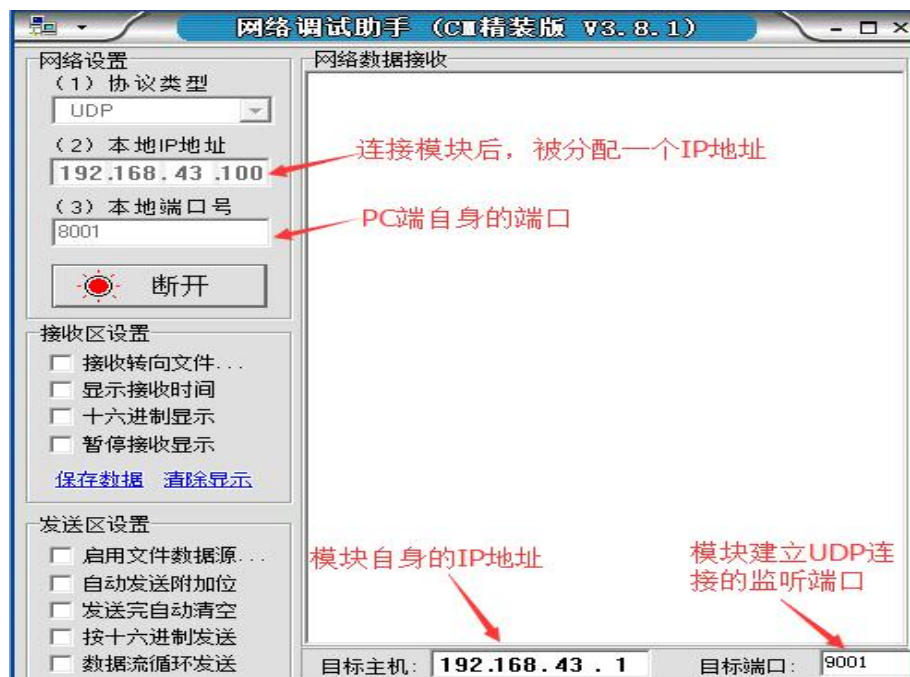 网络调试助手 (CM精装版 V3.8.1)
网络设置
(1) 协议类型
UDP
(2) 本地IP地址
192.168.43.100
(3) 本地端口号
8001
断开
接收区设置
接收转向文件...
显示接收时间
十六进制显示
暂停接收显示
保存数据 清除显示
发送区设置
启用文件数据源...
自动发送附加位
发送完自动清空
按十六进制发送
数据流循环发送
网络数据接收
连接模块后，被分配一个IP地址
PC端自身的端口
模块自身的IP地址
模块建立UDP连
接的监听端口
目标主机: 192.168.43.1 目标端口: 9001